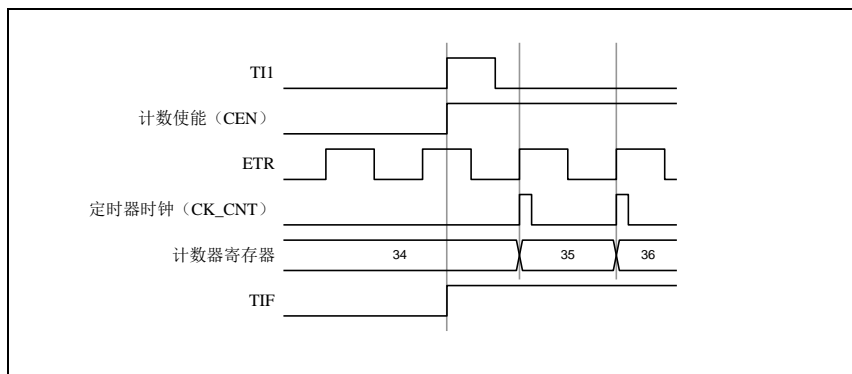 TI1
计数使能（CEN）
ETR
定时器时钟（CK_CNT）
计数器寄存器 34 35 36
TIF